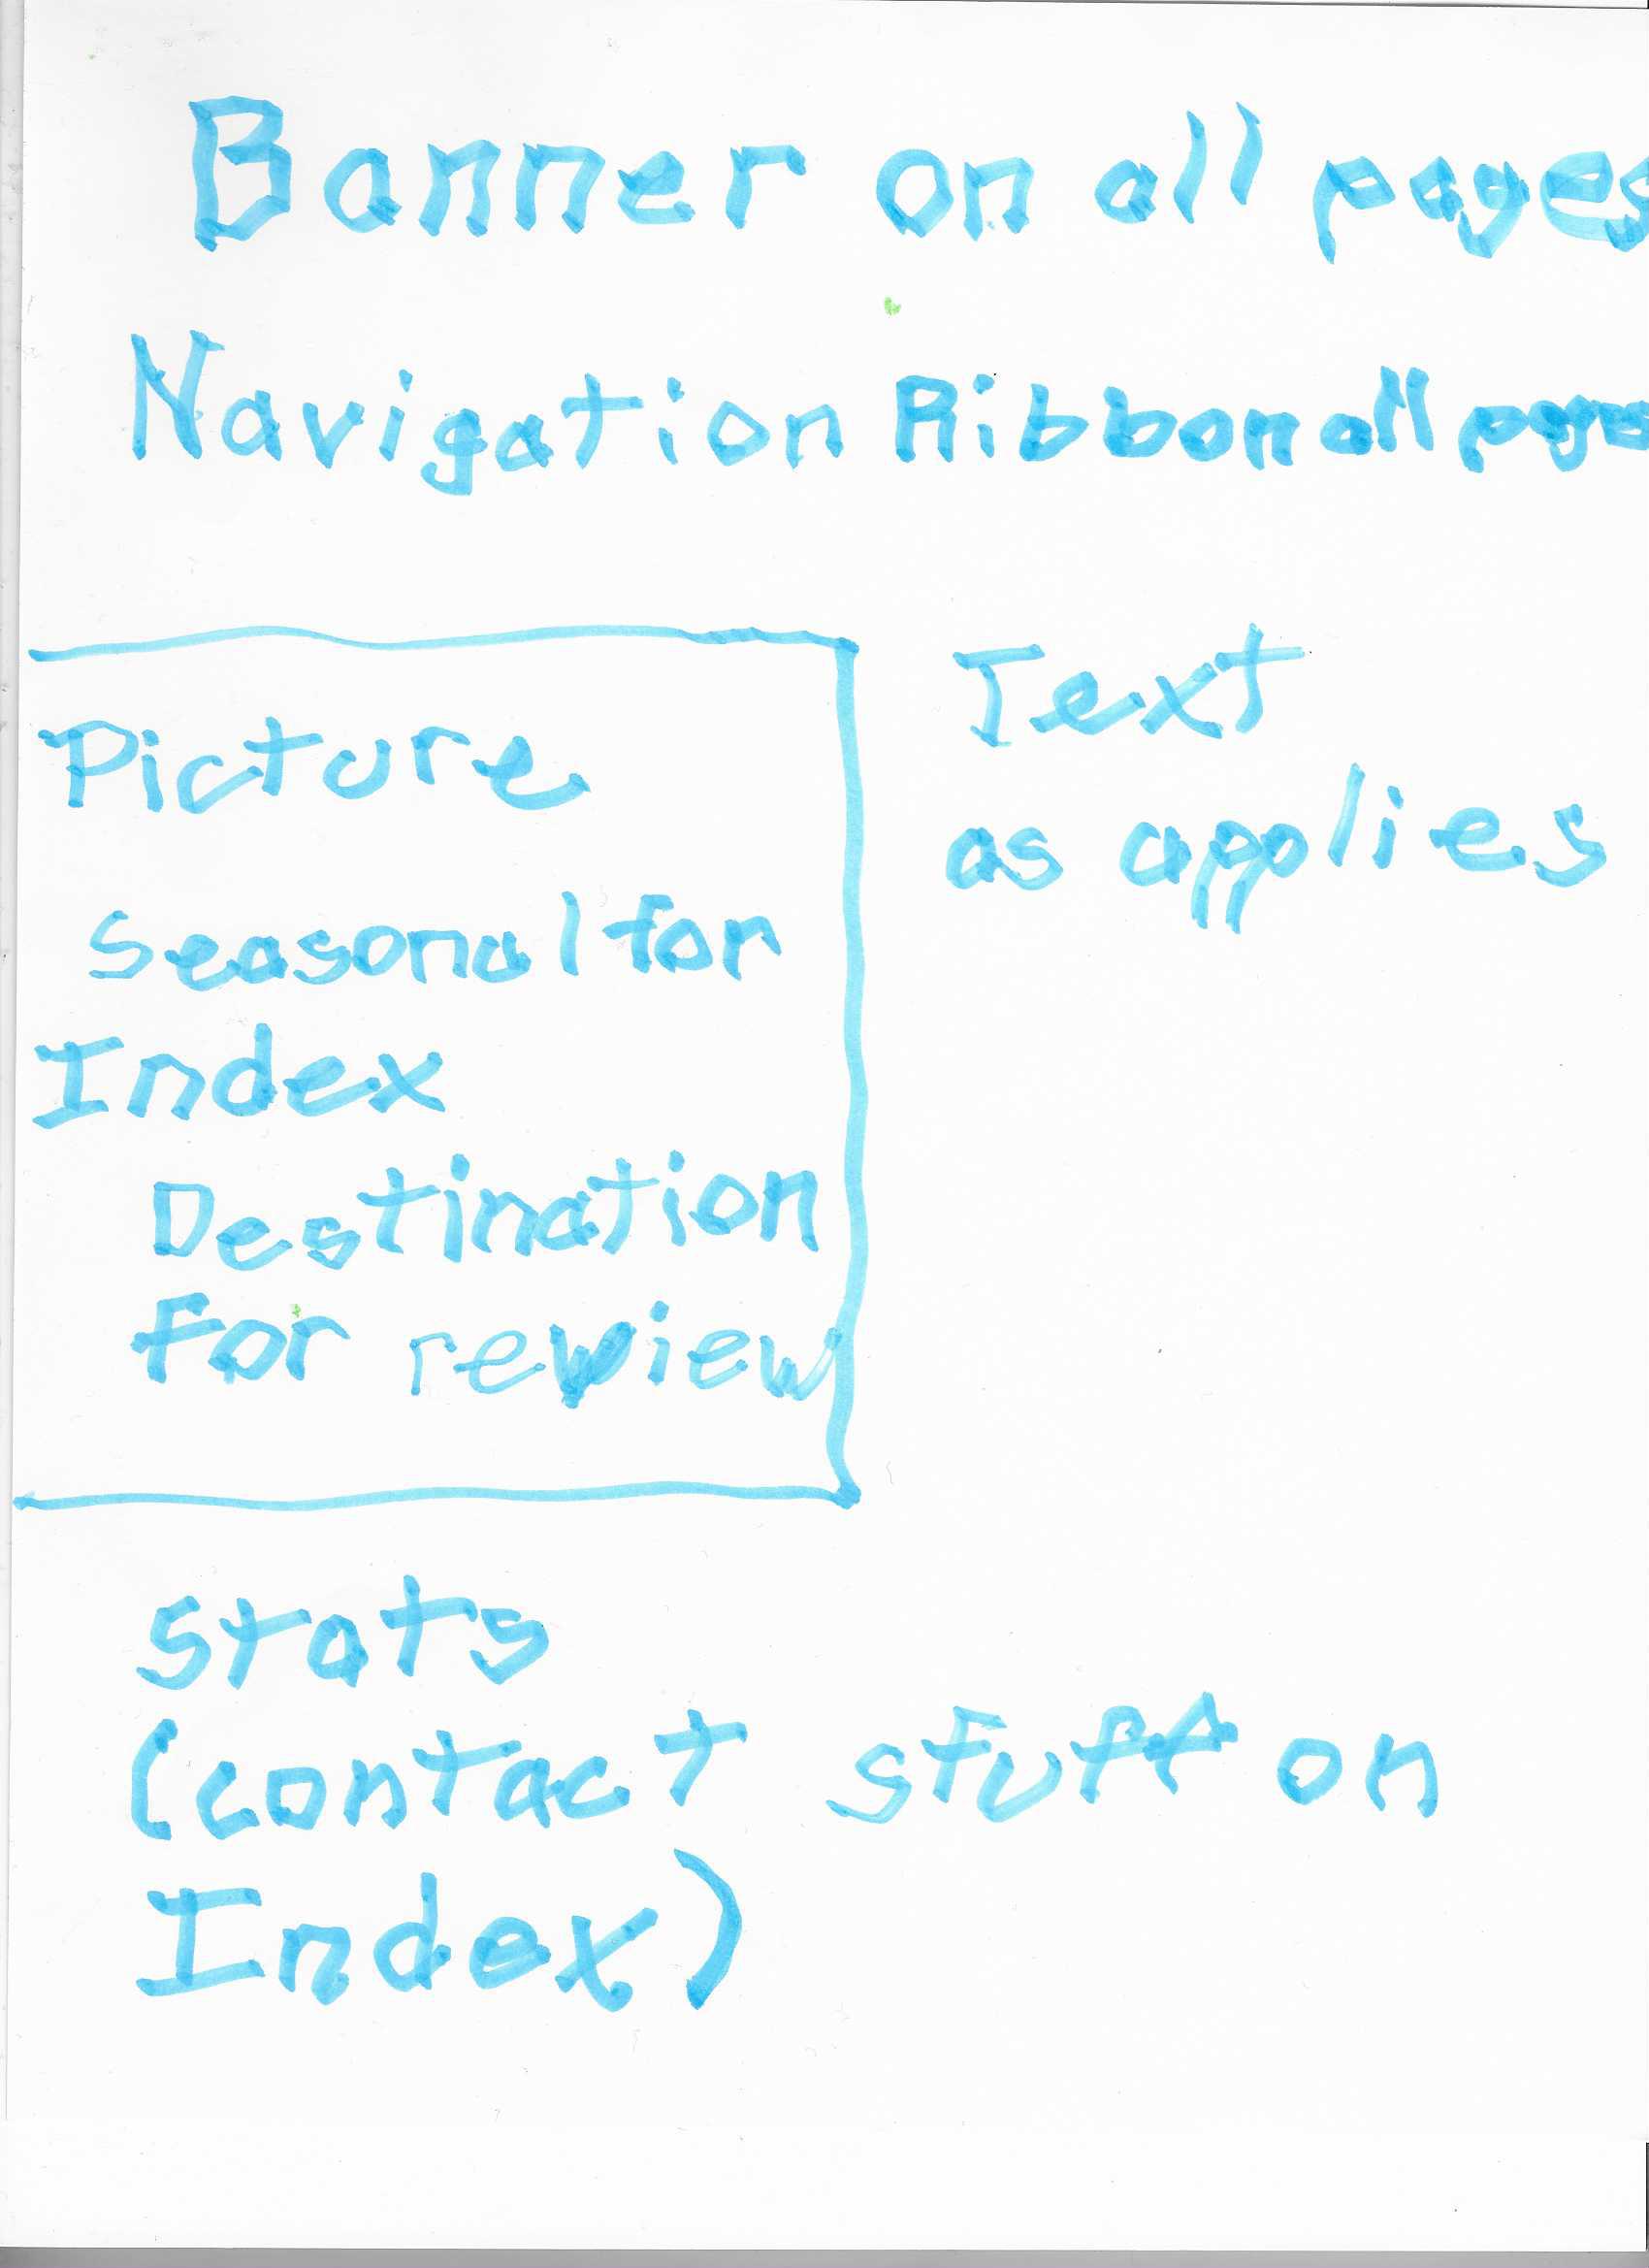 Banner on all pages
Navigation Ribbon all pages
Text
as applies
Picture
Seasonal for
Index
Destination
for review
Stats
(contact stuff on
Index)